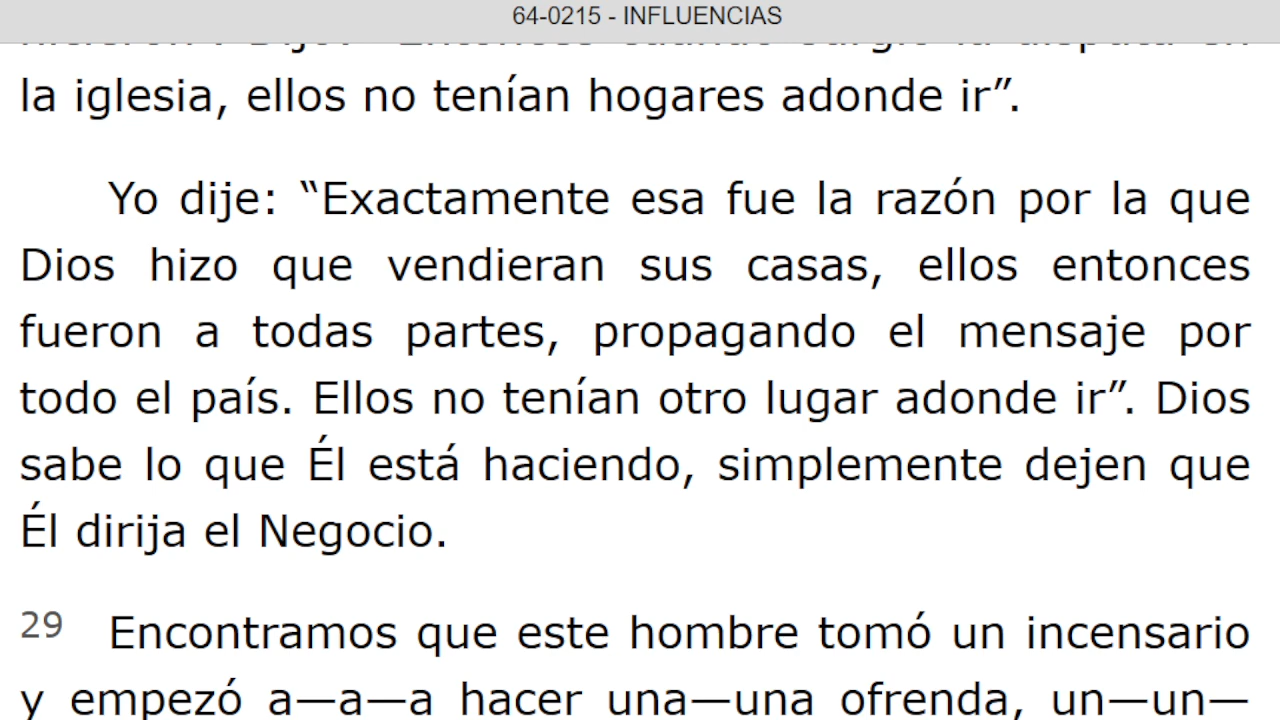 64-0215 - INFLUENCIAS
la iglesia, ellos no tenían hogares adonde ir”.
Yo dije: “Exactamente esa fue la razón por la que
Dios hizo que vendieran sus casas, ellos entonces
fueron a todas partes, propagando el mensaje por
todo el país. Ellos no tenían otro lugar adonde ir”. Dios
sabe lo que Él está haciendo, simplemente dejen que
Él dirija el Negocio.
29 Encontramos que este hombre tomó un incensario
y empezó a—a—a hacer una—una ofrenda, un—un—